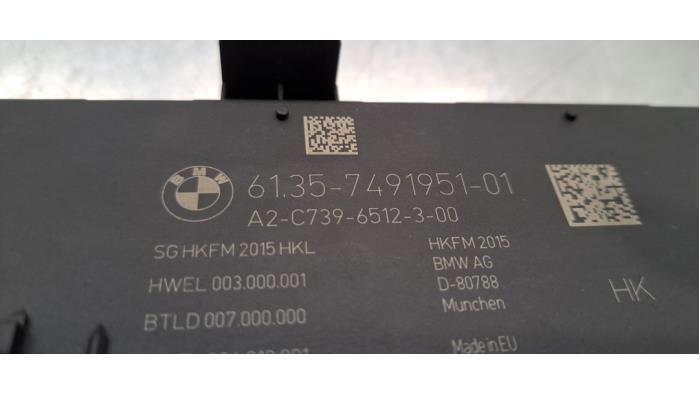 BMW
61.35-7491951-01
A2-C739-6512-3-00
SG HKFM 2015 HKL
HWEL 003.000.001
BTLD 007.000.000
HKFM 2015
BMW AG
D-80788
Munchen
Made in EU
HK